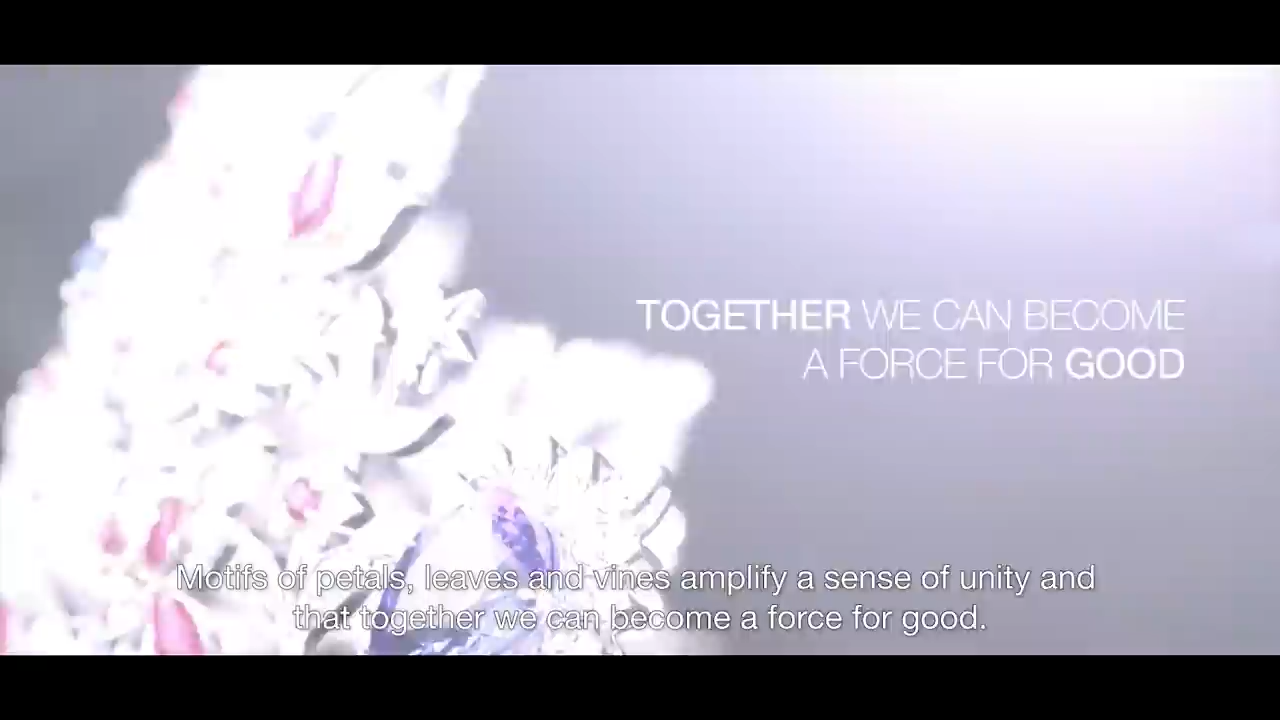 TOGETHER WE CAN BECOME
A FORCE FOR GOOD
Motifs of petals, leaves and vines amplify a sense of unity and
that together we can become a force for good.